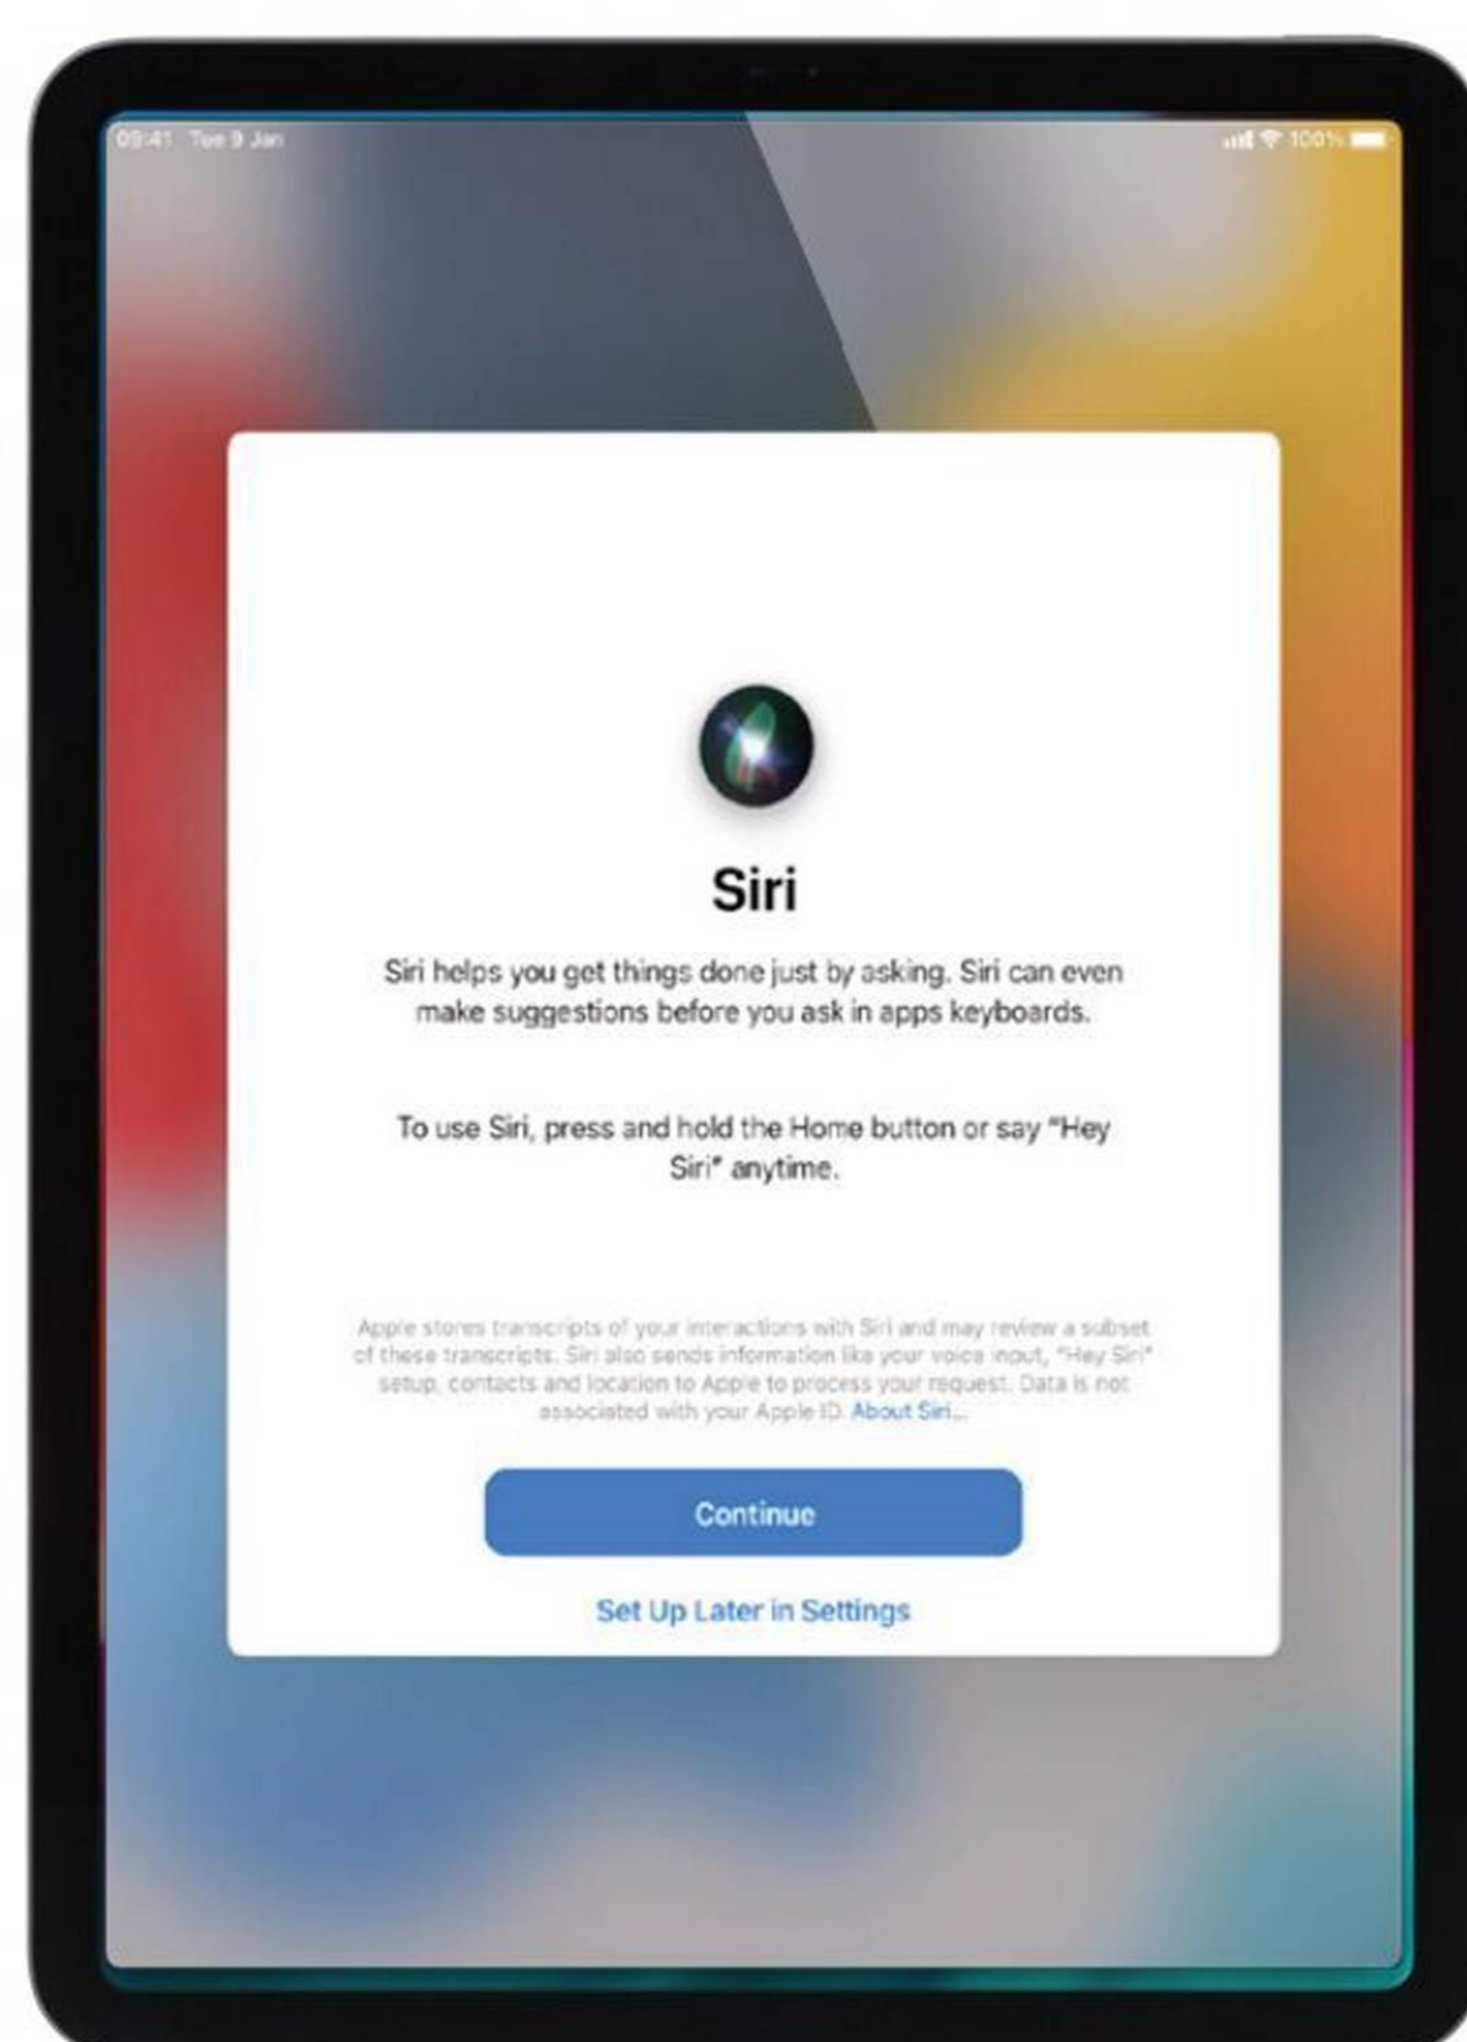 09:41 Tue 9 Jan
100%
Siri
Siri helps you get things done just by asking. Siri can even
make suggestions before you ask in apps keyboards.
To use Siri, press and hold the Home button or say "Hey
Siri" anytime.
Apple stores transcripts of your interactions with Siri and may review a subset
of these transcripts. Siri also sends information like your voice input, "Hey Siri"
setup, contacts and location to Apple to process your request. Data is not
associated with your Apple ID. About Siri...
Continue
Set Up Later in Settings